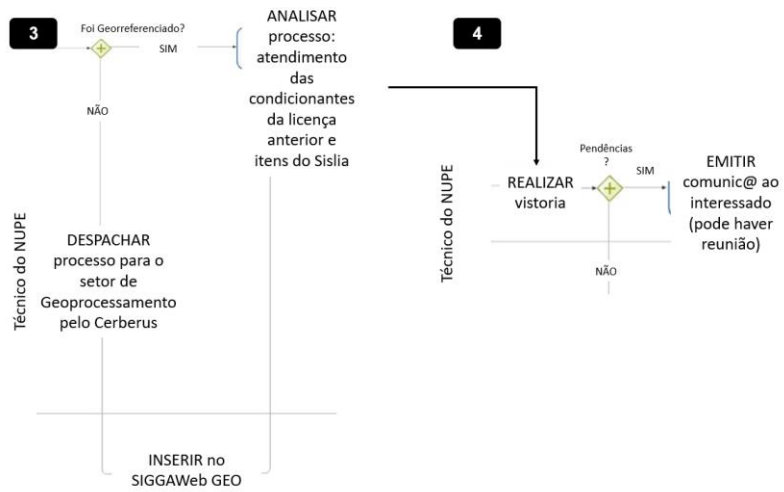 3
Foi Georreferenciado?
SIM
NÃO
ANALISAR
processo:
atendimento
das
condicionantes
da licença
anterior e
itens do Sislia
Técnico do NUPE
DESPACHAR
processo para o
setor de
Geoprocessamento
pelo Cerberus
INSERIR no
SIGGAWeb GEO
4
Técnico do NUPE
REALIZAR
vistoria
Pendências
?
SIM
NÃO
EMITIR
comunic@ ao
interessado
(pode haver
reunião)